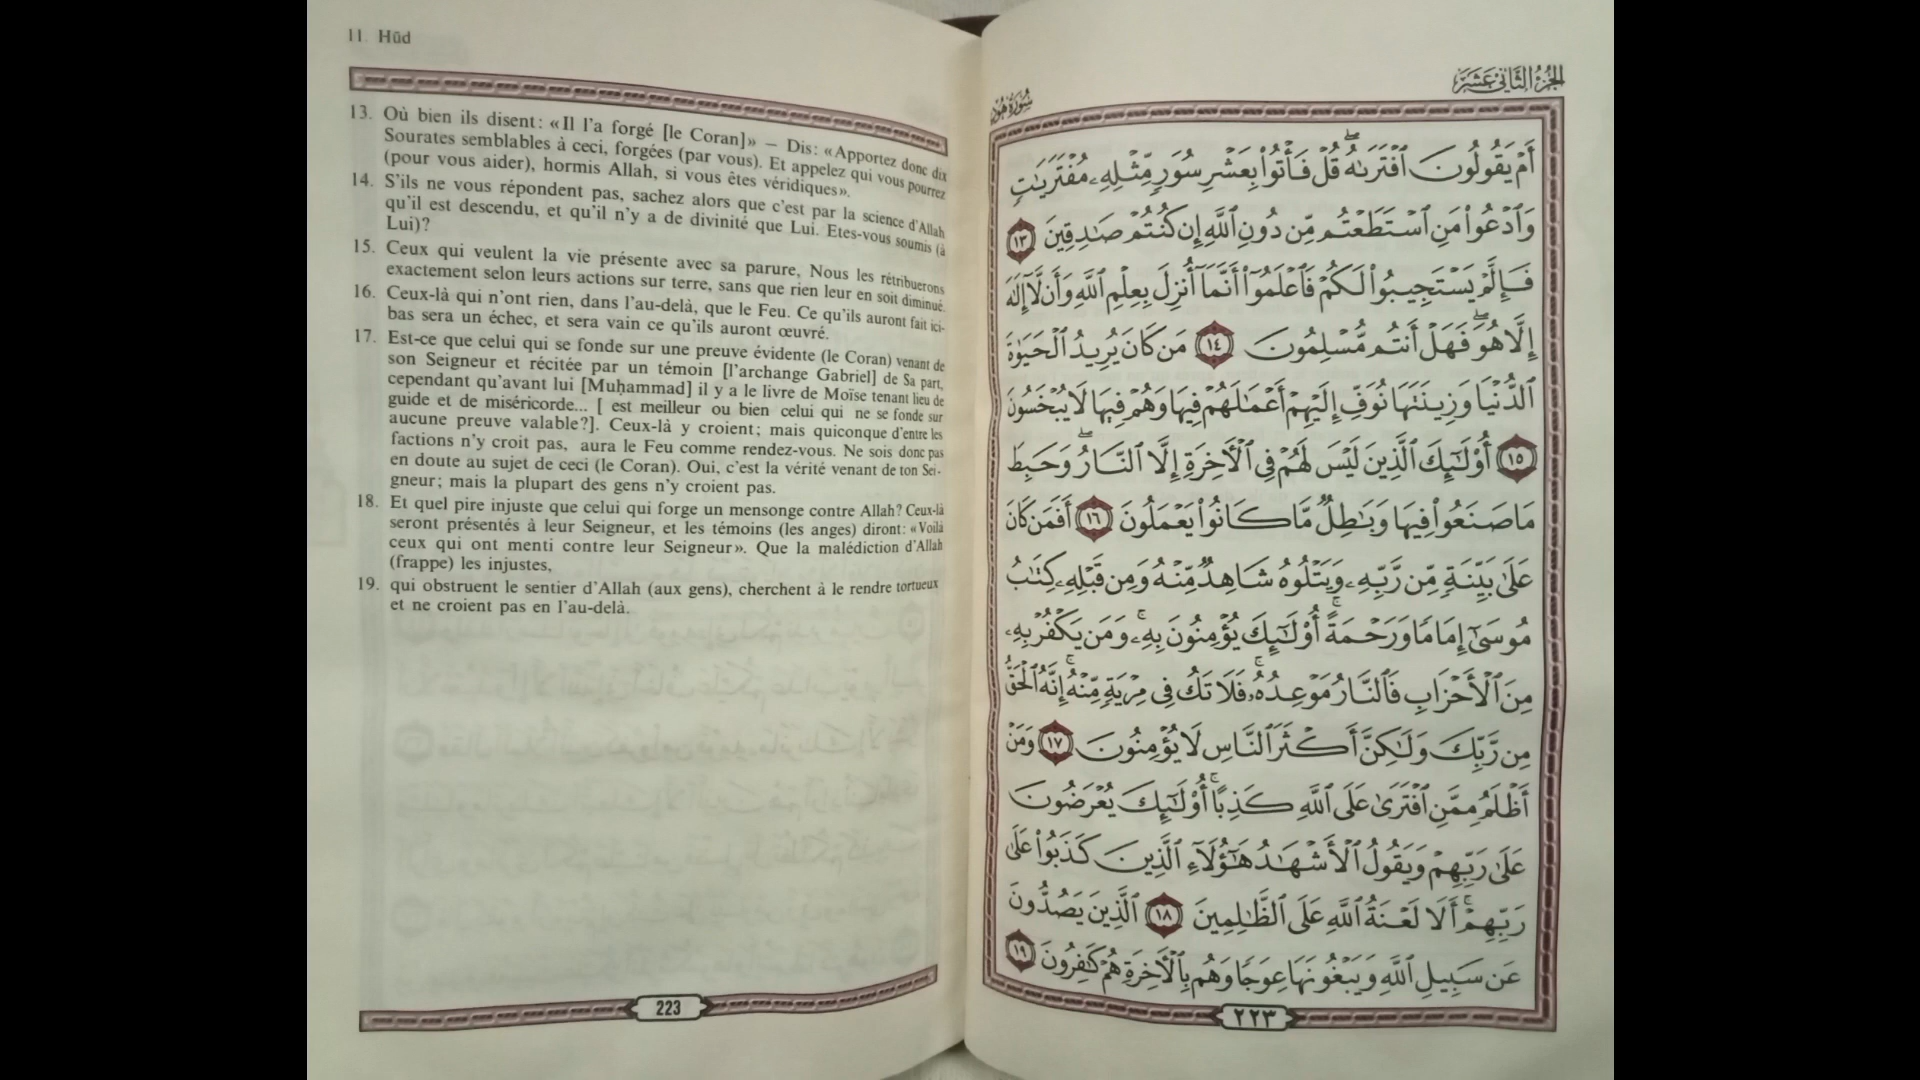 11. Hūd
13. Où bien ils disent: «Il l'a forgé [le Coran]» – Dis: «Apportez donc dix
Sourates semblables à ceci, forgées (par vous). Et appelez qui vous pourrez
(pour vous aider), hormis Allah, si vous êtes véridiques».
14. S'ils ne vous répondent pas, sachez alors que c'est par la science d'Allah
qu'il est descendu, et qu'il n'y a de divinité que Lui. Etes-vous soumis (à
Lui)?
15. Ceux qui veulent la vie présente avec sa parure, Nous les rétribuerons
exactement selon leurs actions sur terre, sans que rien leur en soit diminué.
16. Ceux-là qui n'ont rien, dans l'au-delà, que le Feu. Ce qu'ils auront fait ici-
bas sera un échec, et sera vain ce qu'ils auront œuvré.
17. Est-ce que celui qui se fonde sur une preuve évidente (le Coran) venant de
son Seigneur et récitée par un témoin [l'archange Gabriel] de Sa part,
cependant qu'avant lui [Muḥammad] il y a le livre de Moïse tenant lieu de
guide et de miséricorde... [ est meilleur ou bien celui qui ne se fonde sur
aucune preuve valable?]. Ceux-là y croient; mais quiconque d'entre les
factions n'y croit pas, aura le Feu comme rendez-vous. Ne sois donc pas
en doute au sujet de ceci (le Coran). Oui, c'est la vérité venant de ton Sei-
gneur; mais la plupart des gens n'y croient pas.
18. Et quel pire injuste que celui qui forge un mensonge contre Allah? Ceux-là
seront présentés à leur Seigneur, et les témoins (les anges) diront: «Voilà
ceux qui ont menti contre leur Seigneur». Que la malédiction d'Allah
(frappe) les injustes,
19. qui obstruent le sentier d'Allah (aux gens), cherchent à le rendre tortueux
et ne croient pas en l'au-delà.
223
الجزء الثاني عشر
سورة هود
أَمْ يَقُولُونَ ٱفْتَرَىٰهُ ۖ قُلْ فَأْتُوا۟ بِعَشْرِ سُوَرٍ مِّثْلِهِۦ مُفْتَرَيَـٰتٍ
وَٱدْعُوا۟ مَنِ ٱسْتَطَعْتُم مِّن دُونِ ٱللَّهِ إِن كُنتُمْ صَـٰدِقِينَ ١٣
فَإِلَّمْ يَسْتَجِيبُوا۟ لَكُمْ فَٱعْلَمُوٓا۟ أَنَّمَآ أُنزِلَ بِعِلْمِ ٱللَّهِ وَأَن لَّآ إِلَـٰهَ
إِلَّا هُوَ ۖ فَهَلْ أَنتُم مُّسْلِمُونَ ١٤ مَن كَانَ يُرِيدُ ٱلْحَيَوٰةَ
ٱلدُّنْيَا وَزِينَتَهَا نُوَفِّ إِلَيْهِمْ أَعْمَـٰلَهُمْ فِيهَا وَهُمْ فِيهَا لَا يُبْخَسُونَ
١٥ أُو۟لَـٰٓئِكَ ٱلَّذِينَ لَيْسَ لَهُمْ فِى ٱلْـَٔاخِرَةِ إِلَّا ٱلنَّارُ ۖ وَحَبِطَ
مَا صَنَعُوا۟ فِيهَا وَبَـٰطِلٌ مَّا كَانُوا۟ يَعْمَلُونَ ١٦ أَفَمَن كَانَ
عَلَىٰ بَيِّنَةٍ مِّن رَّبِّهِۦ وَيَتْلُوهُ شَاهِدٌ مِّنْهُ وَمِن قَبْلِهِۦ كِتَـٰبُ
مُوسَىٰٓ إِمَامًا وَرَحْمَةً ۚ أُو۟لَـٰٓئِكَ يُؤْمِنُونَ بِهِۦ ۚ وَمَن يَكْفُرْ بِهِۦ
مِنَ ٱلْأَحْزَابِ فَٱلنَّارُ مَوْعِدُهُۥ ۚ فَلَا تَكُ فِى مِرْيَةٍ مِّنْهُ ۚ إِنَّهُ ٱلْحَقُّ
مِن رَّبِّكَ وَلَـٰكِنَّ أَكْثَرَ ٱلنَّاسِ لَا يُؤْمِنُونَ ١٧ وَمَنْ
أَظْلَمُ مِمَّنِ ٱفْتَرَىٰ عَلَى ٱللَّهِ كَذِبًا ۚ أُو۟لَـٰٓئِكَ يُعْرَضُونَ
عَلَىٰ رَبِّهِمْ وَيَقُولُ ٱلْأَشْهَـٰدُ هَـٰٓؤُلَآءِ ٱلَّذِينَ كَذَبُوا۟ عَلَىٰ
رَبِّهِمْ ۚ أَلَا لَعْنَةُ ٱللَّهِ عَلَى ٱلظَّـٰلِمِينَ ١٨ ٱلَّذِينَ يَصُدُّونَ
عَن سَبِيلِ ٱللَّهِ وَيَبْغُونَهَا عِوَجًا وَهُم بِٱلْـَٔاخِرَةِ هُمْ كَـٰفِرُونَ ١٩
٢٢٣